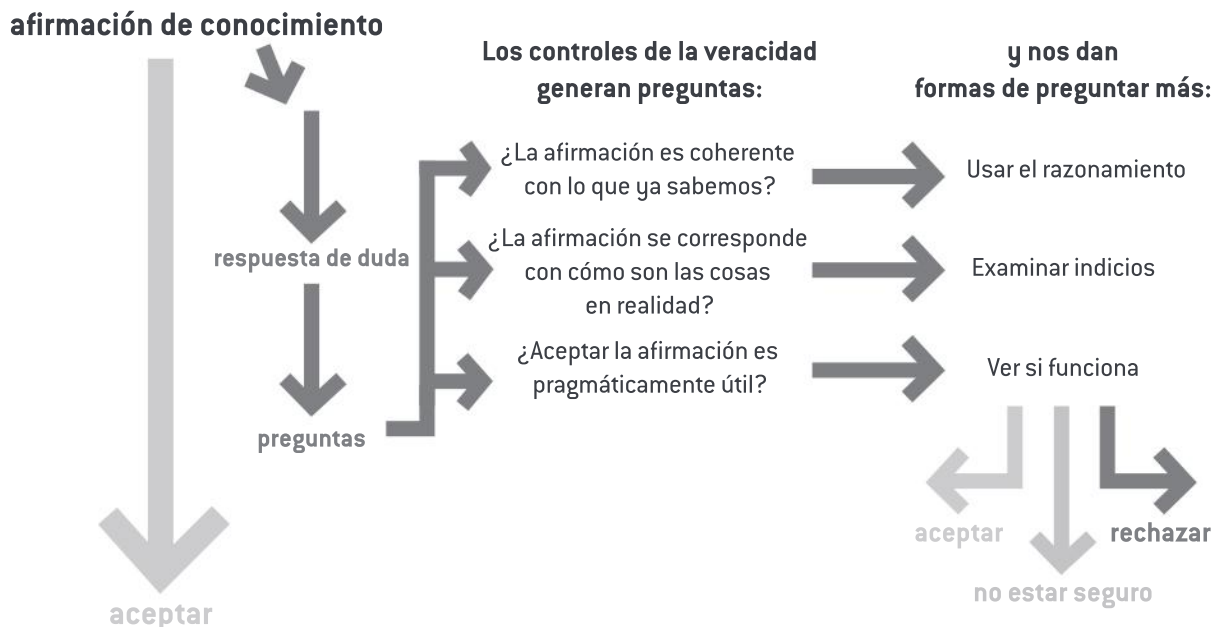 afirmación de conocimiento
aceptar
respuesta de duda
preguntas
Los controles de la veracidad
generan preguntas:
¿La afirmación es coherente
con lo que ya sabemos?
¿La afirmación se corresponde
con cómo son las cosas
en realidad?
¿Aceptar la afirmación es
pragmáticamente útil?
y nos dan
formas de preguntar más:
Usar el razonamiento
Examinar indicios
Ver si funciona
aceptar
rechazar
no estar seguro